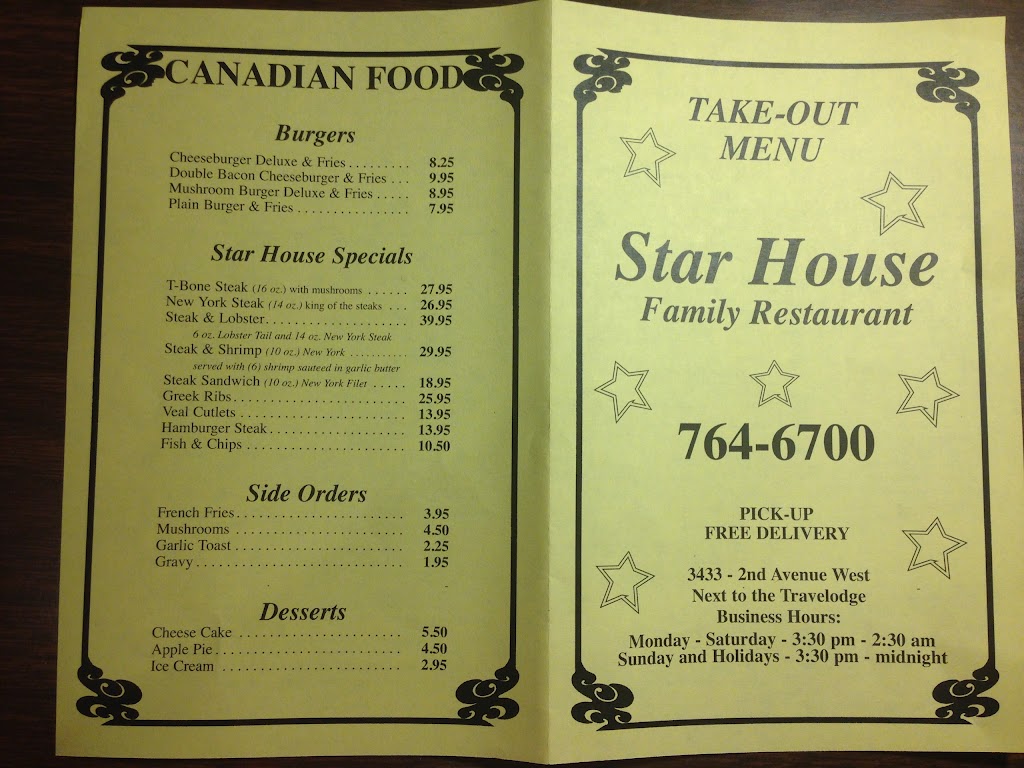 CANADIAN FOOD
Burgers
Cheeseburger Deluxe & Fries . . . . . . . . . 8.25
Double Bacon Cheeseburger & Fries . . . 9.95
Mushroom Burger Deluxe & Fries . . . . . 8.95
Plain Burger & Fries . . . . . . . . . . . . . . . . 7.95
Star House Specials
T-Bone Steak (16 oz.) with mushrooms . . . . . . 27.95
New York Steak (14 oz.) king of the steaks . . . 26.95
Steak & Lobster. . . . . . . . . . . . . . . . . . . . 39.95
6 oz. Lobster Tail and 14 oz. New York Steak
Steak & Shrimp (10 oz.) New York . . . . . . . . . . . 29.95
served with (6) shrimp sauteed in garlic butter
Steak Sandwich (10 oz.) New York Filet . . . . . 18.95
Greek Ribs. . . . . . . . . . . . . . . . . . . . . . . . . 25.95
Veal Cutlets . . . . . . . . . . . . . . . . . . . . . . . . 13.95
Hamburger Steak. . . . . . . . . . . . . . . . . . . . 13.95
Fish & Chips . . . . . . . . . . . . . . . . . . . . . . . 10.50
Side Orders
French Fries. . . . . . . . . . . . . . . . . . . . . . . . 3.95
Mushrooms . . . . . . . . . . . . . . . . . . . . . . . . 4.50
Garlic Toast . . . . . . . . . . . . . . . . . . . . . . . . 2.25
Gravy. . . . . . . . . . . . . . . . . . . . . . . . . . . . . 1.95
Desserts
Cheese Cake . . . . . . . . . . . . . . . . . . . . . . . 5.50
Apple Pie. . . . . . . . . . . . . . . . . . . . . . . . . . 4.50
Ice Cream . . . . . . . . . . . . . . . . . . . . . . . . . 2.95
TAKE-OUT
MENU
Star House
Family Restaurant
764-6700
PICK-UP
FREE DELIVERY
3433 - 2nd Avenue West
Next to the Travelodge
Business Hours:
Monday - Saturday - 3:30 pm - 2:30 am
Sunday and Holidays - 3:30 pm - midnight